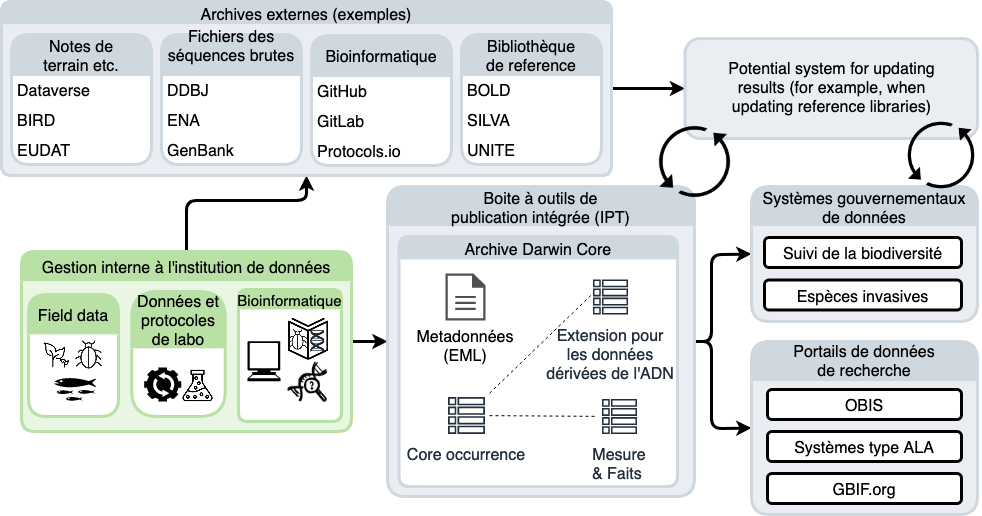 Archives externes (exemples)
Notes de
terrain etc.
Dataverse
BIRD
EUDAT
Fichiers des
séquences brutes
DDBJ
ENA
GenBank
Bioinformatique
GitHub
GitLab
Protocols.io
Bibliothèque
de reference
BOLD
SILVA
UNITE
Potential system for updating
results (for example, when
updating reference libraries)
Gestion interne à l'institution de données
Field data
Données et
protocoles
de labo
Bioinformatique
Boite à outils de
publication intégrée (IPT)
Archive Darwin Core
Metadonnées
(EML)
Extension pour
les données
dérivées de l'ADN
Core occurrence
Mesure
& Faits
Systèmes gouvernementaux
de données
Suivi de la biodiversité
Espèces invasives
Portails de données
de recherche
OBIS
Systèmes type ALA
GBIF.org